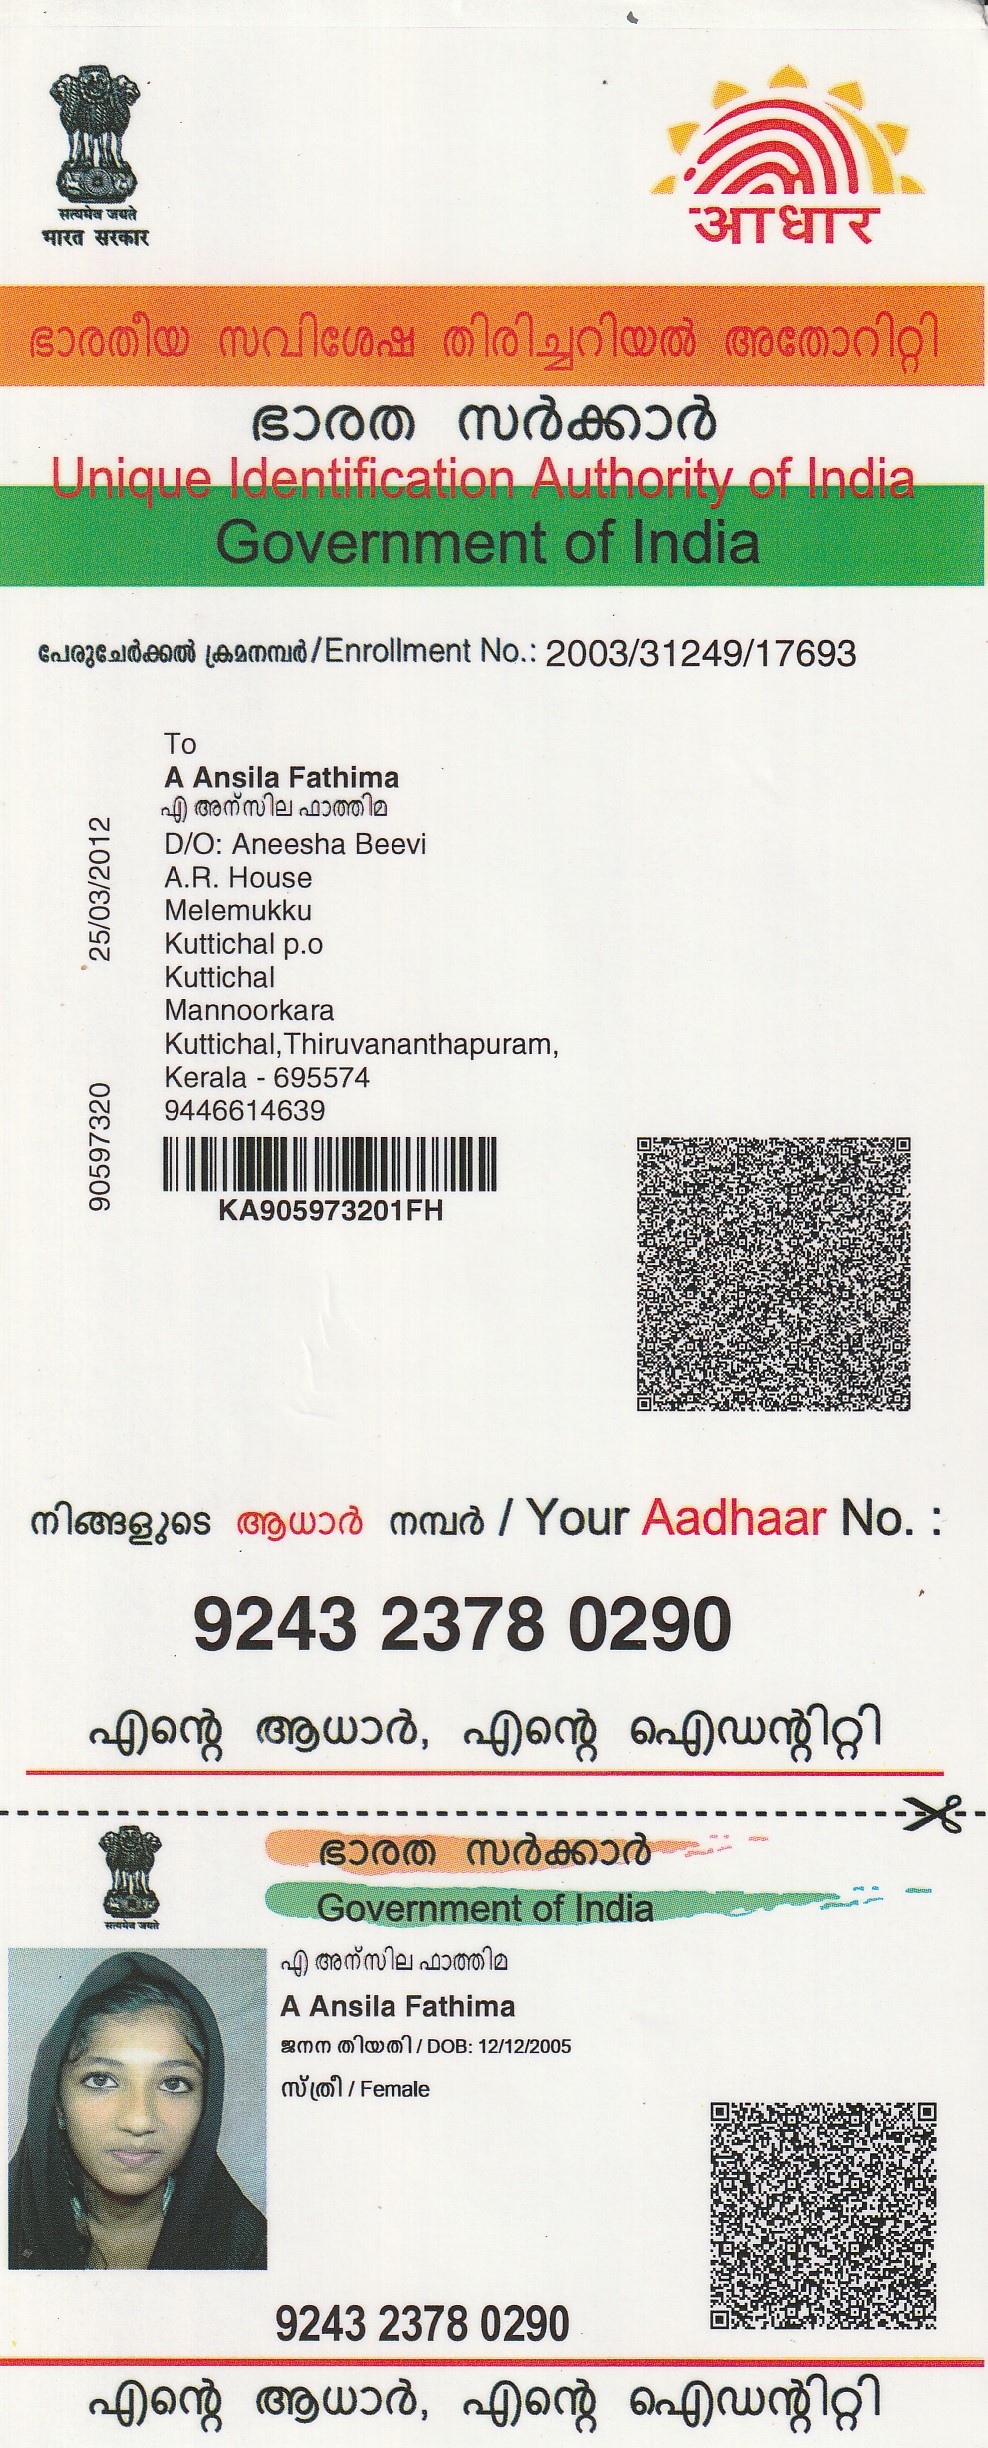 सत्यमेव जयते
भारत सरकार
आधार
ഭാരതീയ സവിശേഷ തിരിച്ചറിയൽ അതോറിറ്റി
ഭാരത സർക്കാർ
Unique Identification Authority of India
Government of India
പേരുചേർക്കൽ ക്രമനമ്പർ/Enrollment No.: 2003/31249/17693
To
A Ansila Fathima
എ അന്സില ഫാത്തിമ
D/O: Aneesha Beevi
A.R. House
Melemukku
Kuttichal p.o
Kuttichal
Mannoorkara
Kuttichal,Thiruvananthapuram,
Kerala - 695574
9446614639
25/03/2012
90597320
KA905973201FH
നിങ്ങളുടെ ആധാർ നമ്പർ / Your Aadhaar No. :
9243 2378 0290
എന്റെ ആധാർ, എന്റെ ഐഡന്റിറ്റി
ഭാരത സർക്കാർ
Government of India
सत्यमेव जयते
എ അന്സില ഫാത്തിമ
A Ansila Fathima
ജനന തിയതി / DOB: 12/12/2005
സ്ത്രീ / Female
9243 2378 0290
എന്റെ ആധാർ, എന്റെ ഐഡന്റിറ്റി